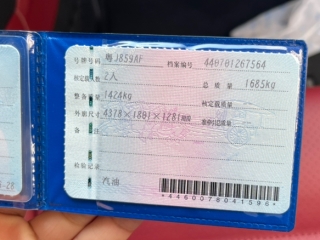 号牌号码 粤J859AF 档案编号 440701267564
核定载人数 2人 总质量 1685kg
整备质量 1424kg 核定载质量
外廓尺寸 4378×1801×1281mm 准牵引总质量
备注
检验记录
汽油
*4460078041598*